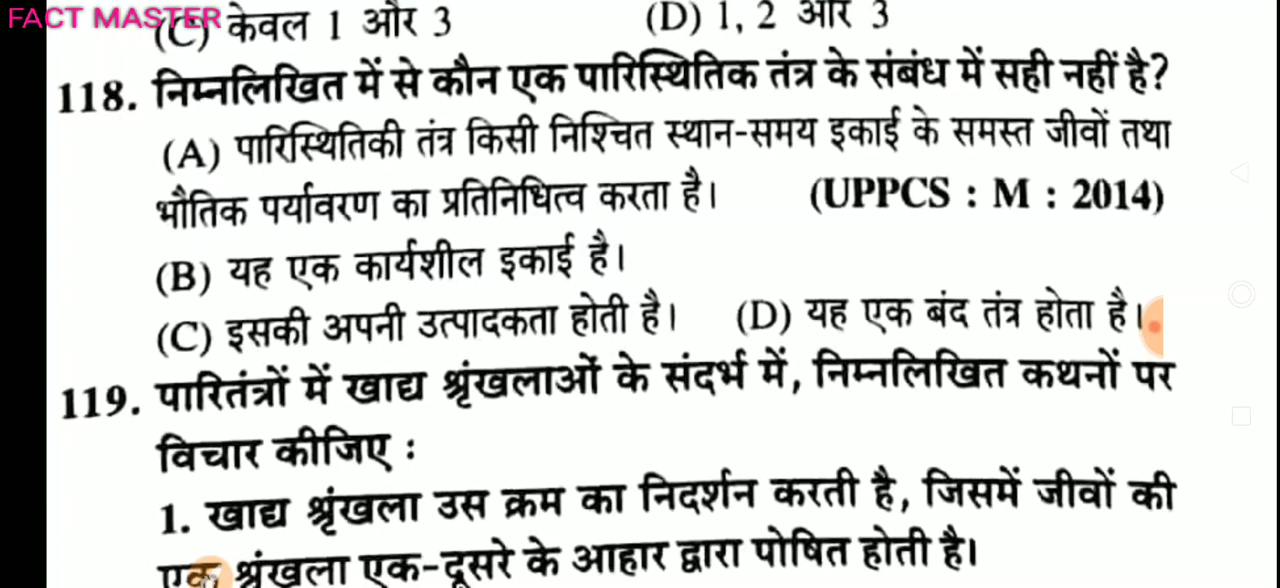 FACT MASTER
(C) केवल 1 और 3 (D) 1, 2 और 3
118. निम्नलिखित में से कौन एक पारिस्थितिक तंत्र के संबंध में सही नहीं है?
(A) पारिस्थितिकी तंत्र किसी निश्चित स्थान-समय इकाई के समस्त जीवों तथा
भौतिक पर्यावरण का प्रतिनिधित्व करता है। (UPPCS : M : 2014)
(B) यह एक कार्यशील इकाई है।
(C) इसकी अपनी उत्पादकता होती है। (D) यह एक बंद तंत्र होता है।
119. पारितंत्रों में खाद्य श्रृंखलाओं के संदर्भ में, निम्नलिखित कथनों पर
विचार कीजिए :
1. खाद्य श्रृंखला उस क्रम का निदर्शन करती है, जिसमें जीवों की
एक श्रृंखला एक-दूसरे के आहार द्वारा पोषित होती है।